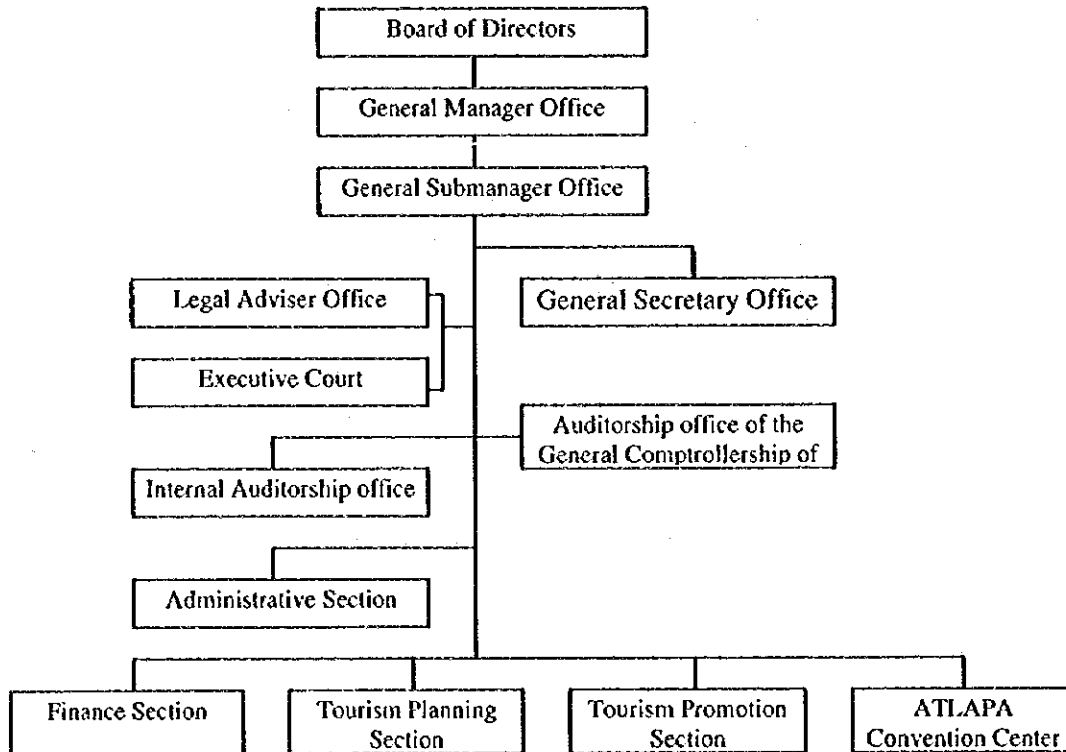 Board of Directors
General Manager Office
General Submanager Office
Legal Adviser Office
General Secretary Office
Executive Court
Auditorship office of the
General Comptrollership of
Internal Auditorship office
Administrative Section
Finance Section
Tourism Planning
Section
Tourism Promotion
Section
ATLAPA
Convention Center